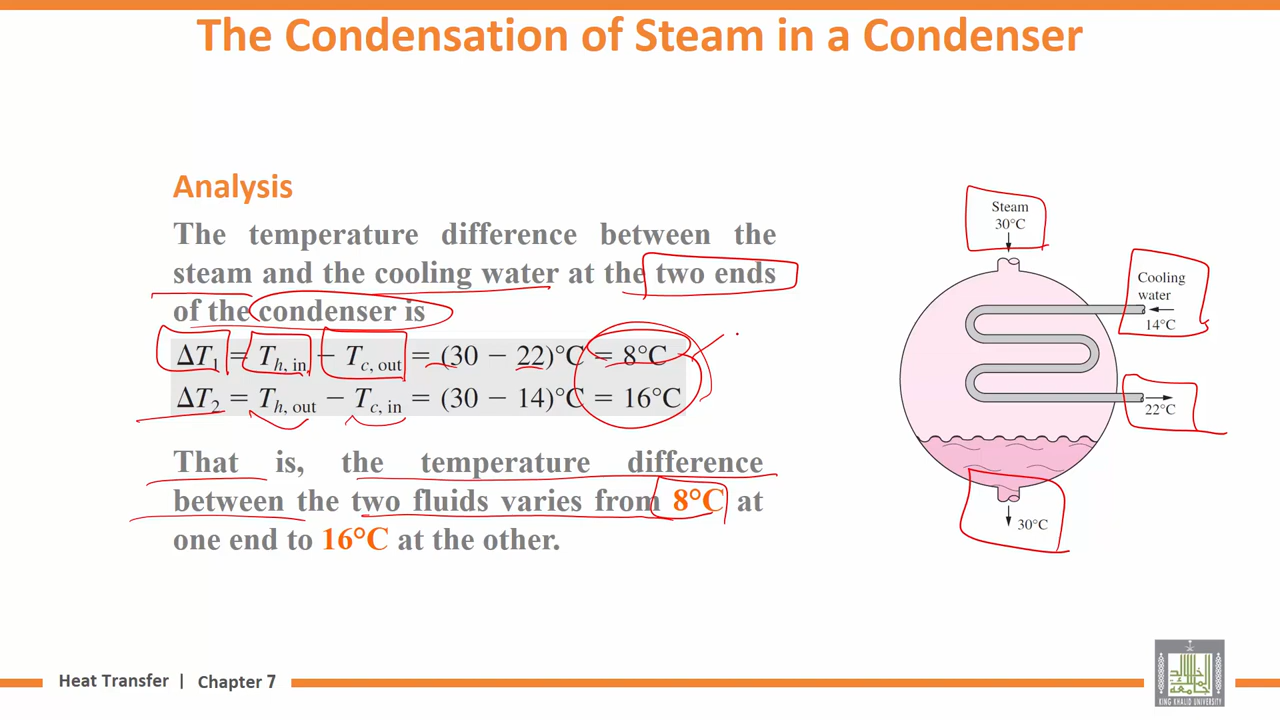 The Condensation of Steam in a Condenser
Analysis
The temperature difference between the
steam and the cooling water at the two ends
of the condenser is
ΔT1 = Th, in − Tc, out = (30 − 22)°C = 8°C
ΔT2 = Th, out − Tc, in = (30 − 14)°C = 16°C
That is, the temperature difference
between the two fluids varies from 8°C at
one end to 16°C at the other.
Steam
30°C
Cooling
water
14°C
22°C
30°C
Heat Transfer | Chapter 7
KING KHALID UNIVERSITY